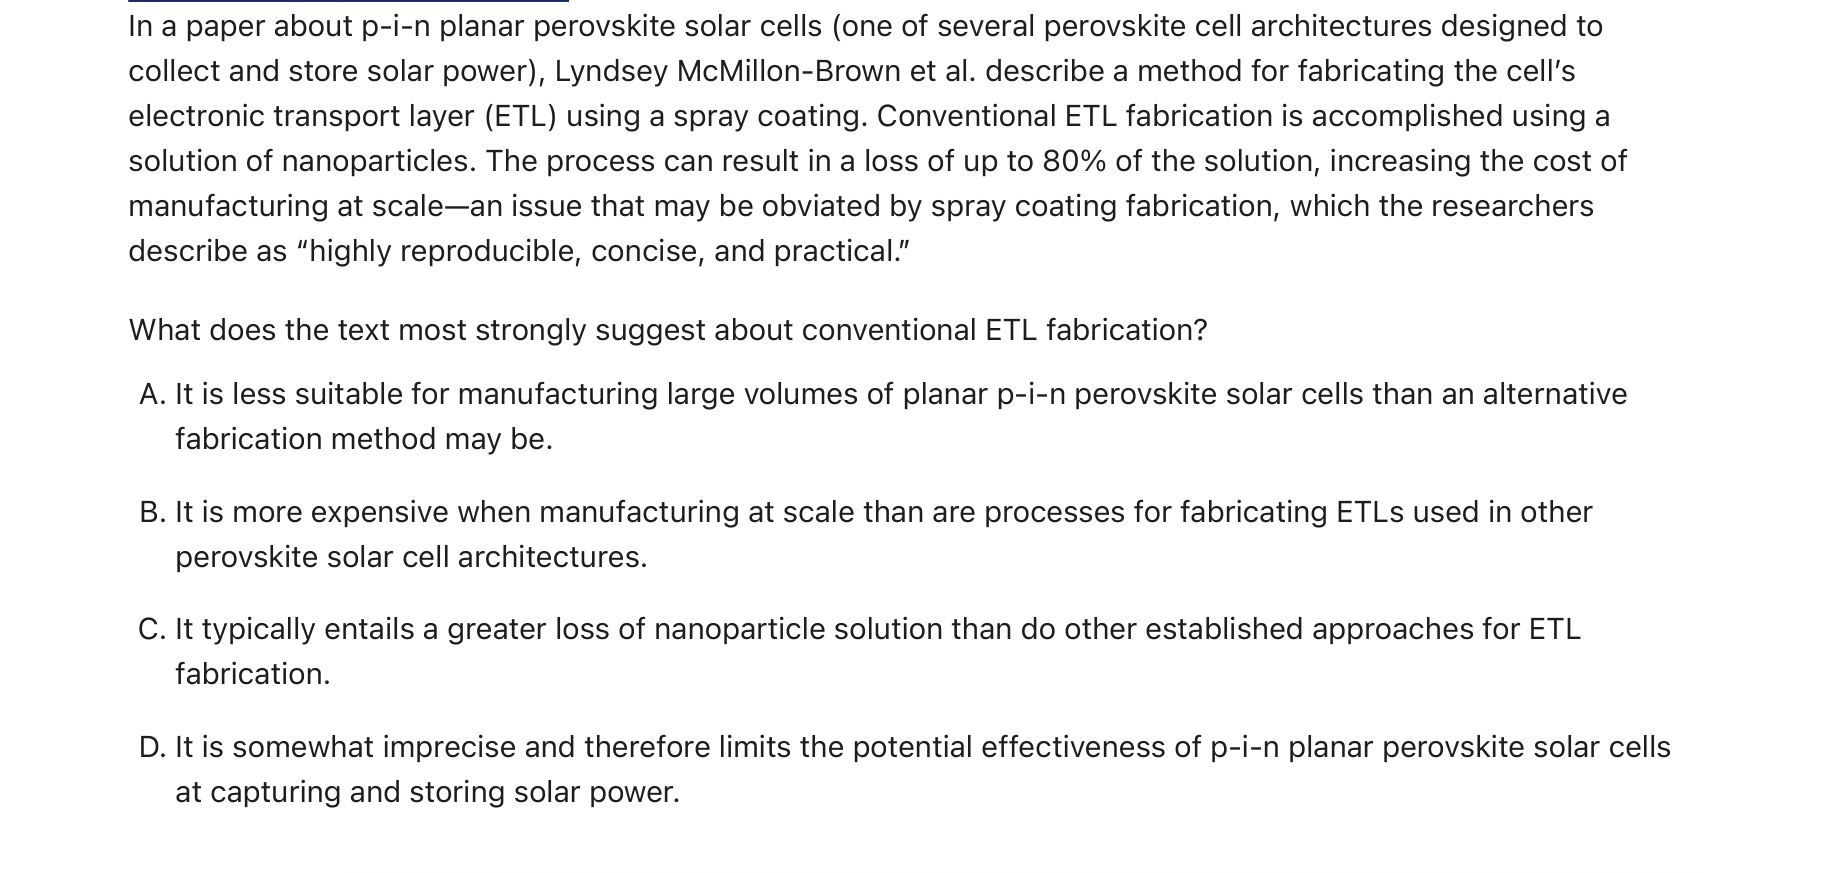 In a paper about p-i-n planar perovskite solar cells (one of several perovskite cell architectures designed to
collect and store solar power), Lyndsey McMillon-Brown et al. describe a method for fabricating the cell’s
electronic transport layer (ETL) using a spray coating. Conventional ETL fabrication is accomplished using a
solution of nanoparticles. The process can result in a loss of up to 80% of the solution, increasing the cost of
manufacturing at scale—an issue that may be obviated by spray coating fabrication, which the researchers
describe as “highly reproducible, concise, and practical.”
What does the text most strongly suggest about conventional ETL fabrication?
A. It is less suitable for manufacturing large volumes of planar p-i-n perovskite solar cells than an alternative
fabrication method may be.
B. It is more expensive when manufacturing at scale than are processes for fabricating ETLs used in other
perovskite solar cell architectures.
C. It typically entails a greater loss of nanoparticle solution than do other established approaches for ETL
fabrication.
D. It is somewhat imprecise and therefore limits the potential effectiveness of p-i-n planar perovskite solar cells
at capturing and storing solar power.